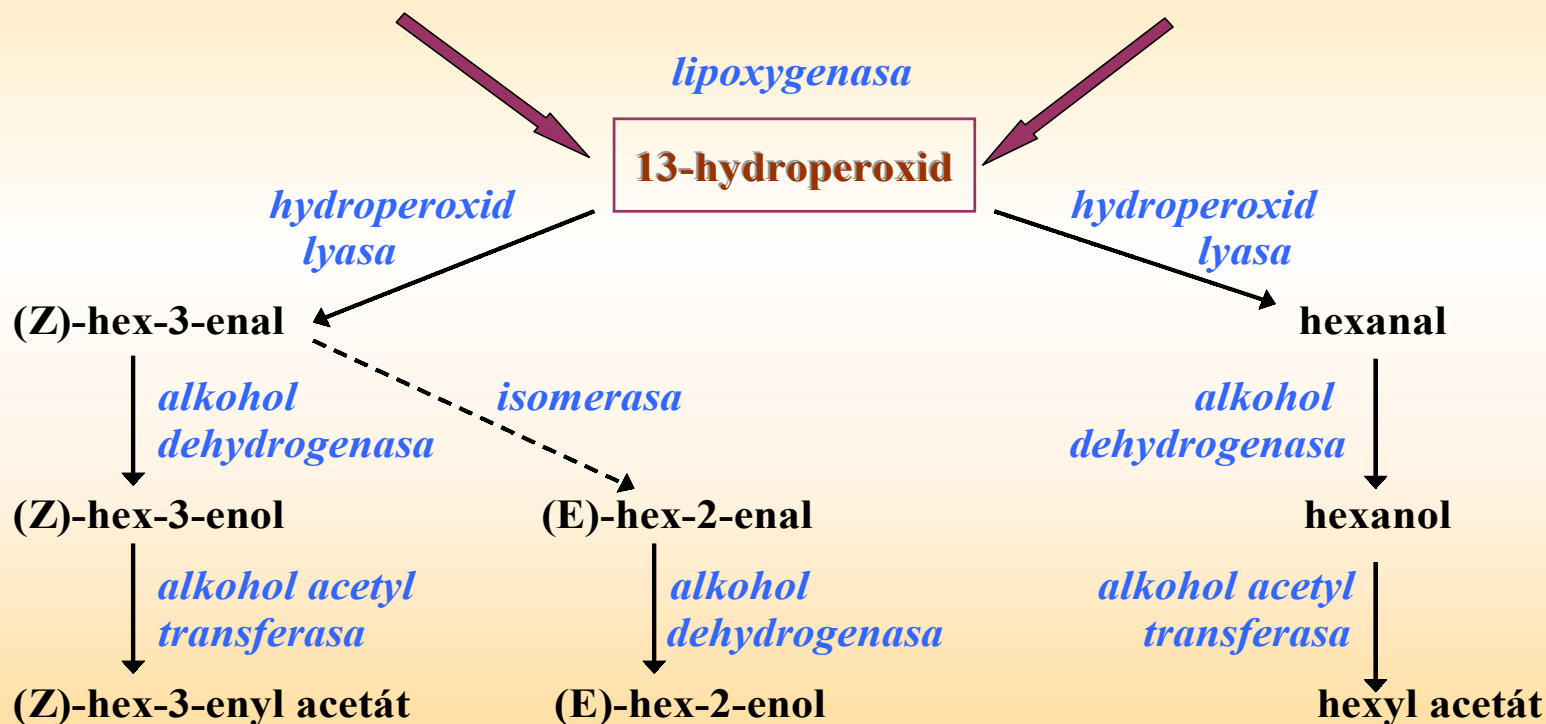 lipoxygenasa
13-hydroperoxid
hydroperoxid
lyasa
hydroperoxid
lyasa
(Z)-hex-3-enal
hexanal
alkohol
dehydrogenasa
isomerasa
alkohol
dehydrogenasa
(Z)-hex-3-enol
(E)-hex-2-enal
hexanol
alkohol acetyl
transferasa
alkohol
dehydrogenasa
alkohol acetyl
transferasa
(Z)-hex-3-enyl acetát
(E)-hex-2-enol
hexyl acetát